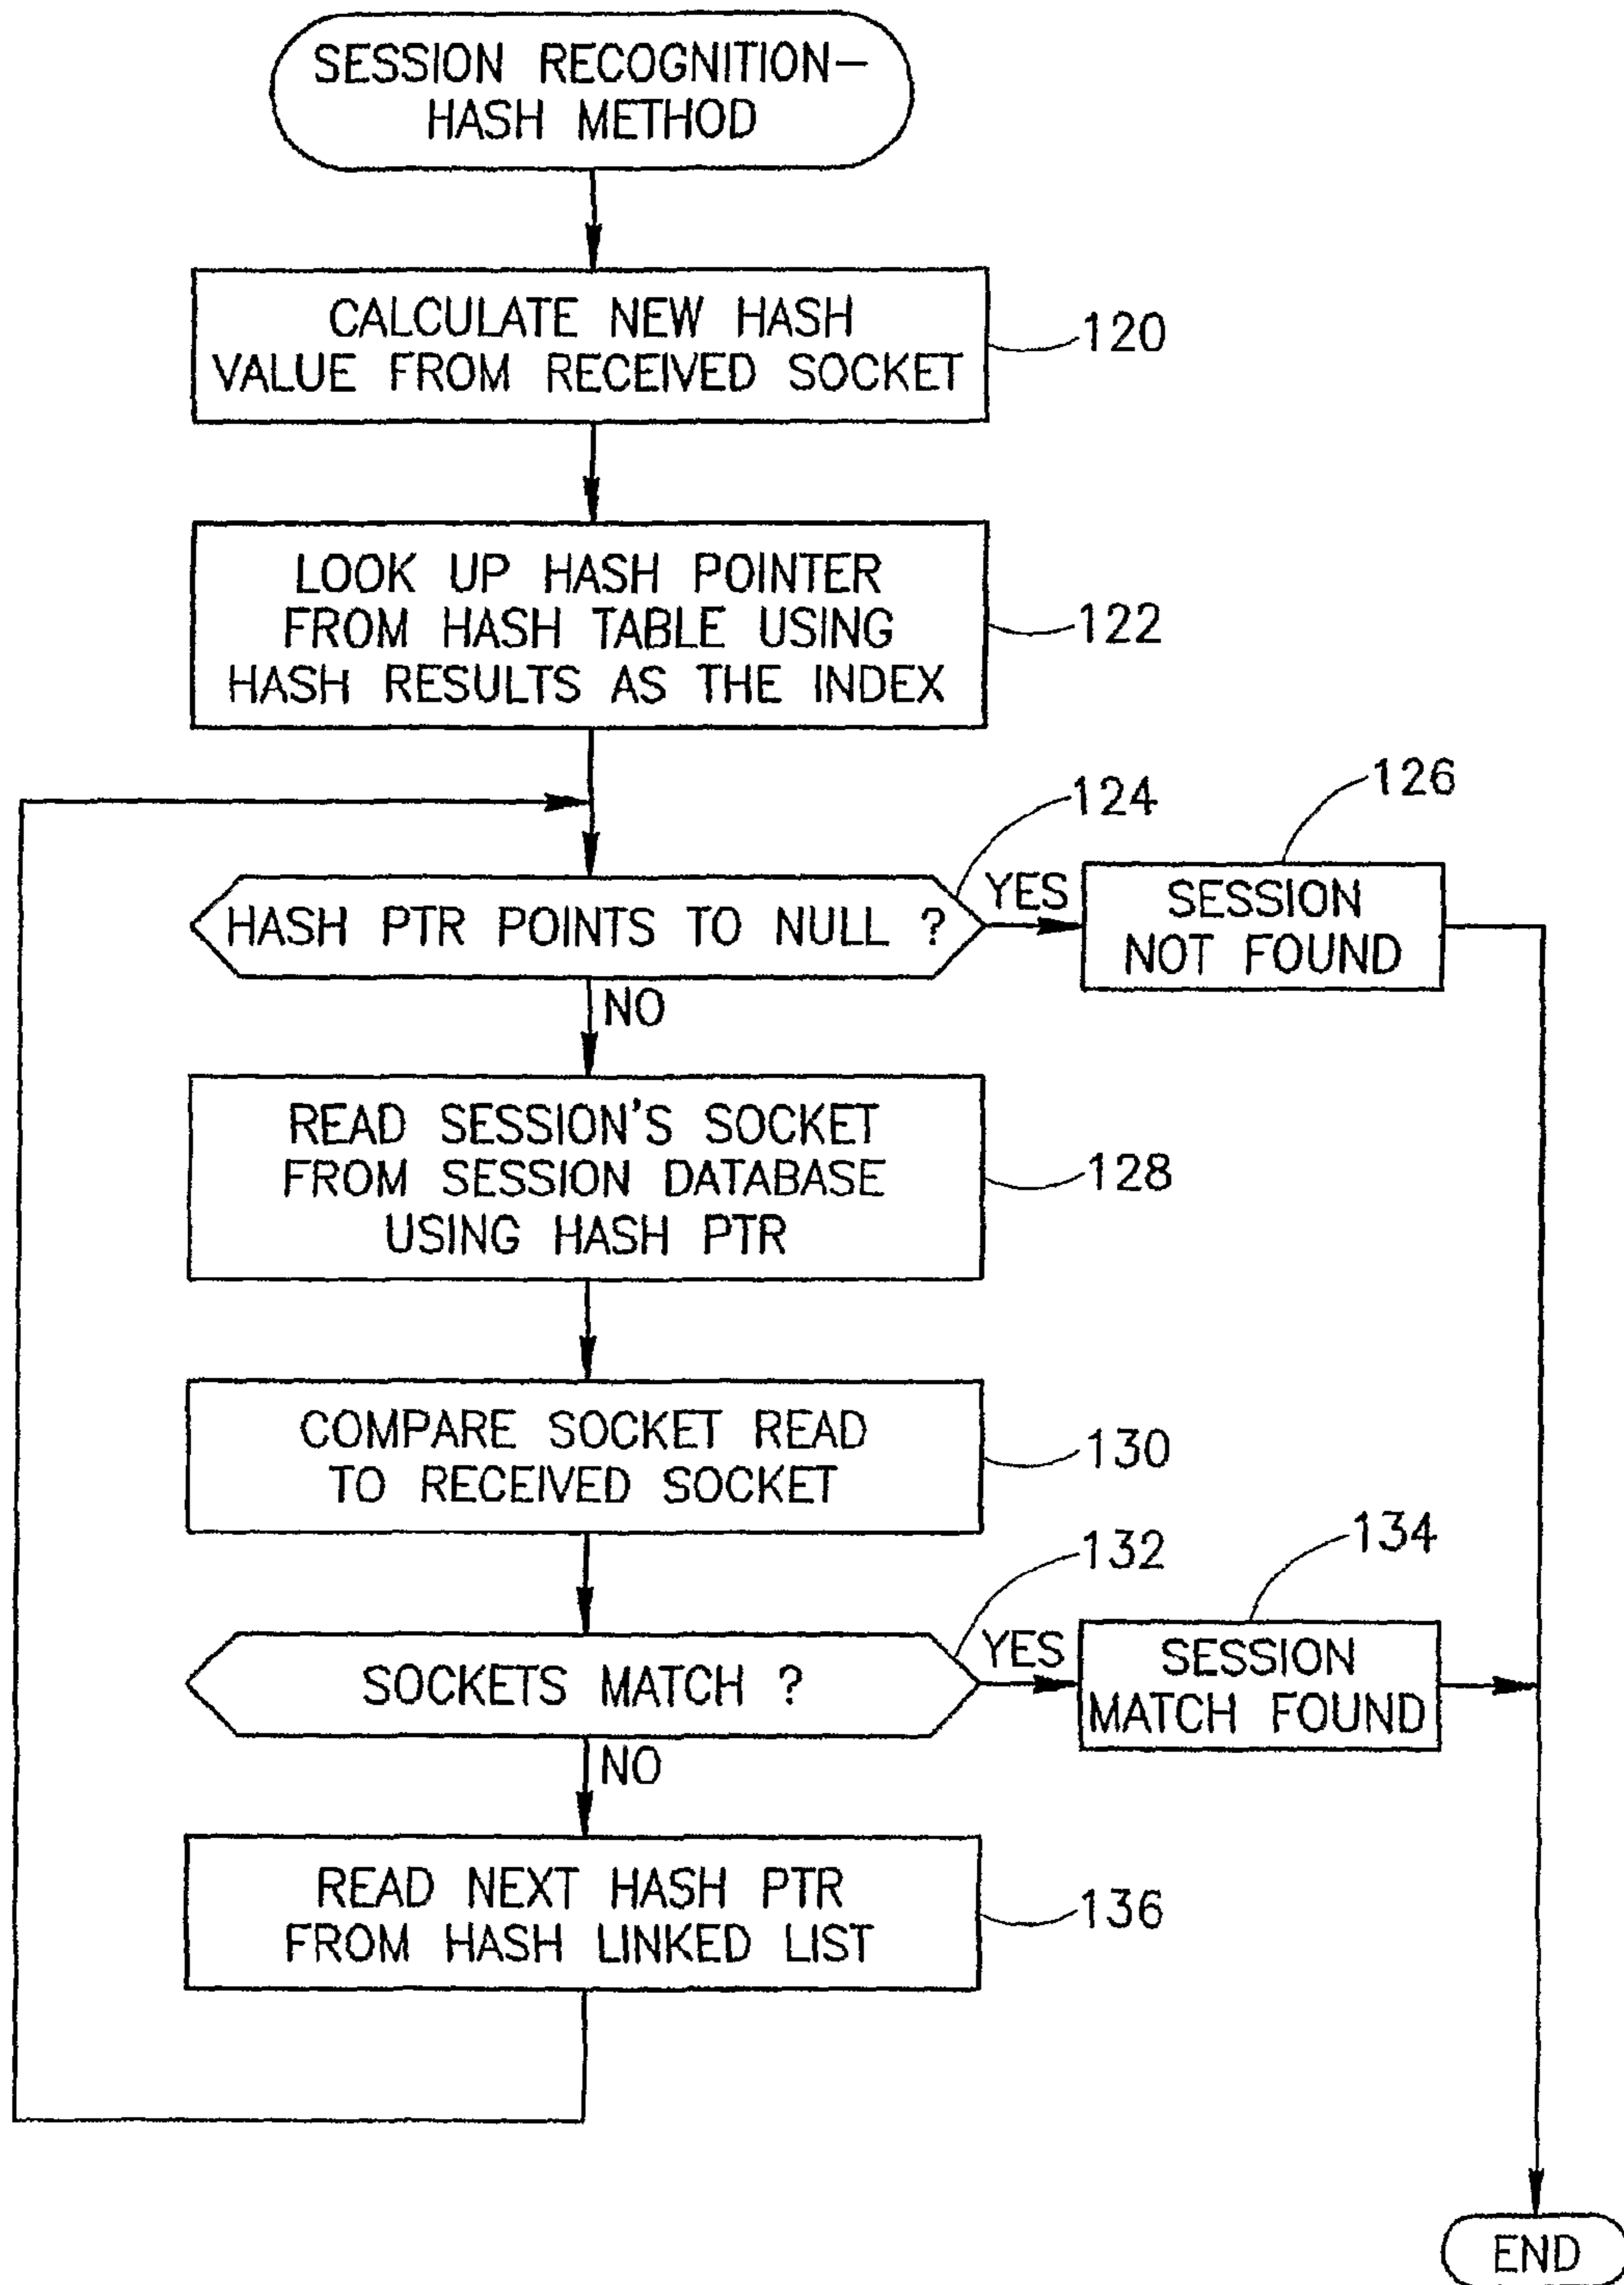 SESSION RECOGNITION-
HASH METHOD
CALCULATE NEW HASH
VALUE FROM RECEIVED SOCKET
120
LOOK UP HASH POINTER
FROM HASH TABLE USING
HASH RESULTS AS THE INDEX
122
124
126
HASH PTR POINTS TO NULL ?
YES
SESSION
NOT FOUND
NO
READ SESSION'S SOCKET
FROM SESSION DATABASE
USING HASH PTR
128
COMPARE SOCKET READ
TO RECEIVED SOCKET
130
132
134
SOCKETS MATCH ?
YES
SESSION
MATCH FOUND
NO
READ NEXT HASH PTR
FROM HASH LINKED LIST
136
END